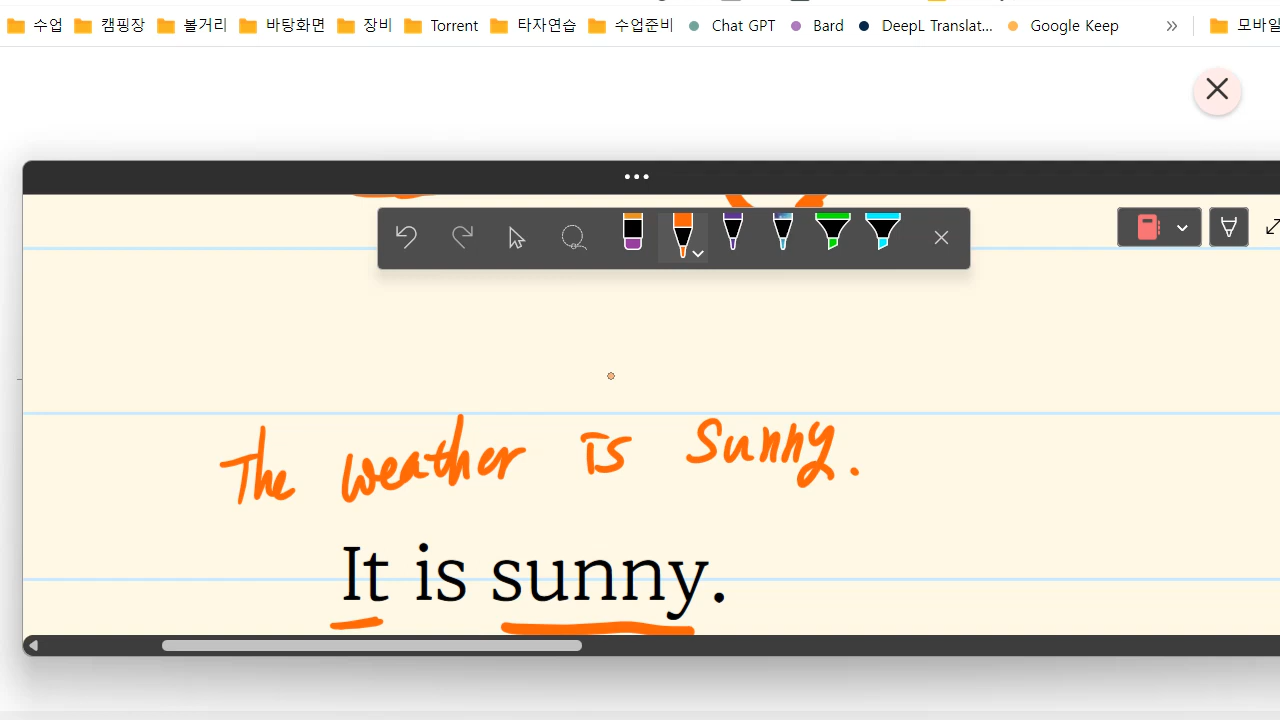 수업 캠핑장 볼거리 바탕화면 장비 Torrent 타자연습 수업준비 Chat GPT Bard DeepL Translat... Google Keep » 모바일
The weather is sunny.
It is sunny.